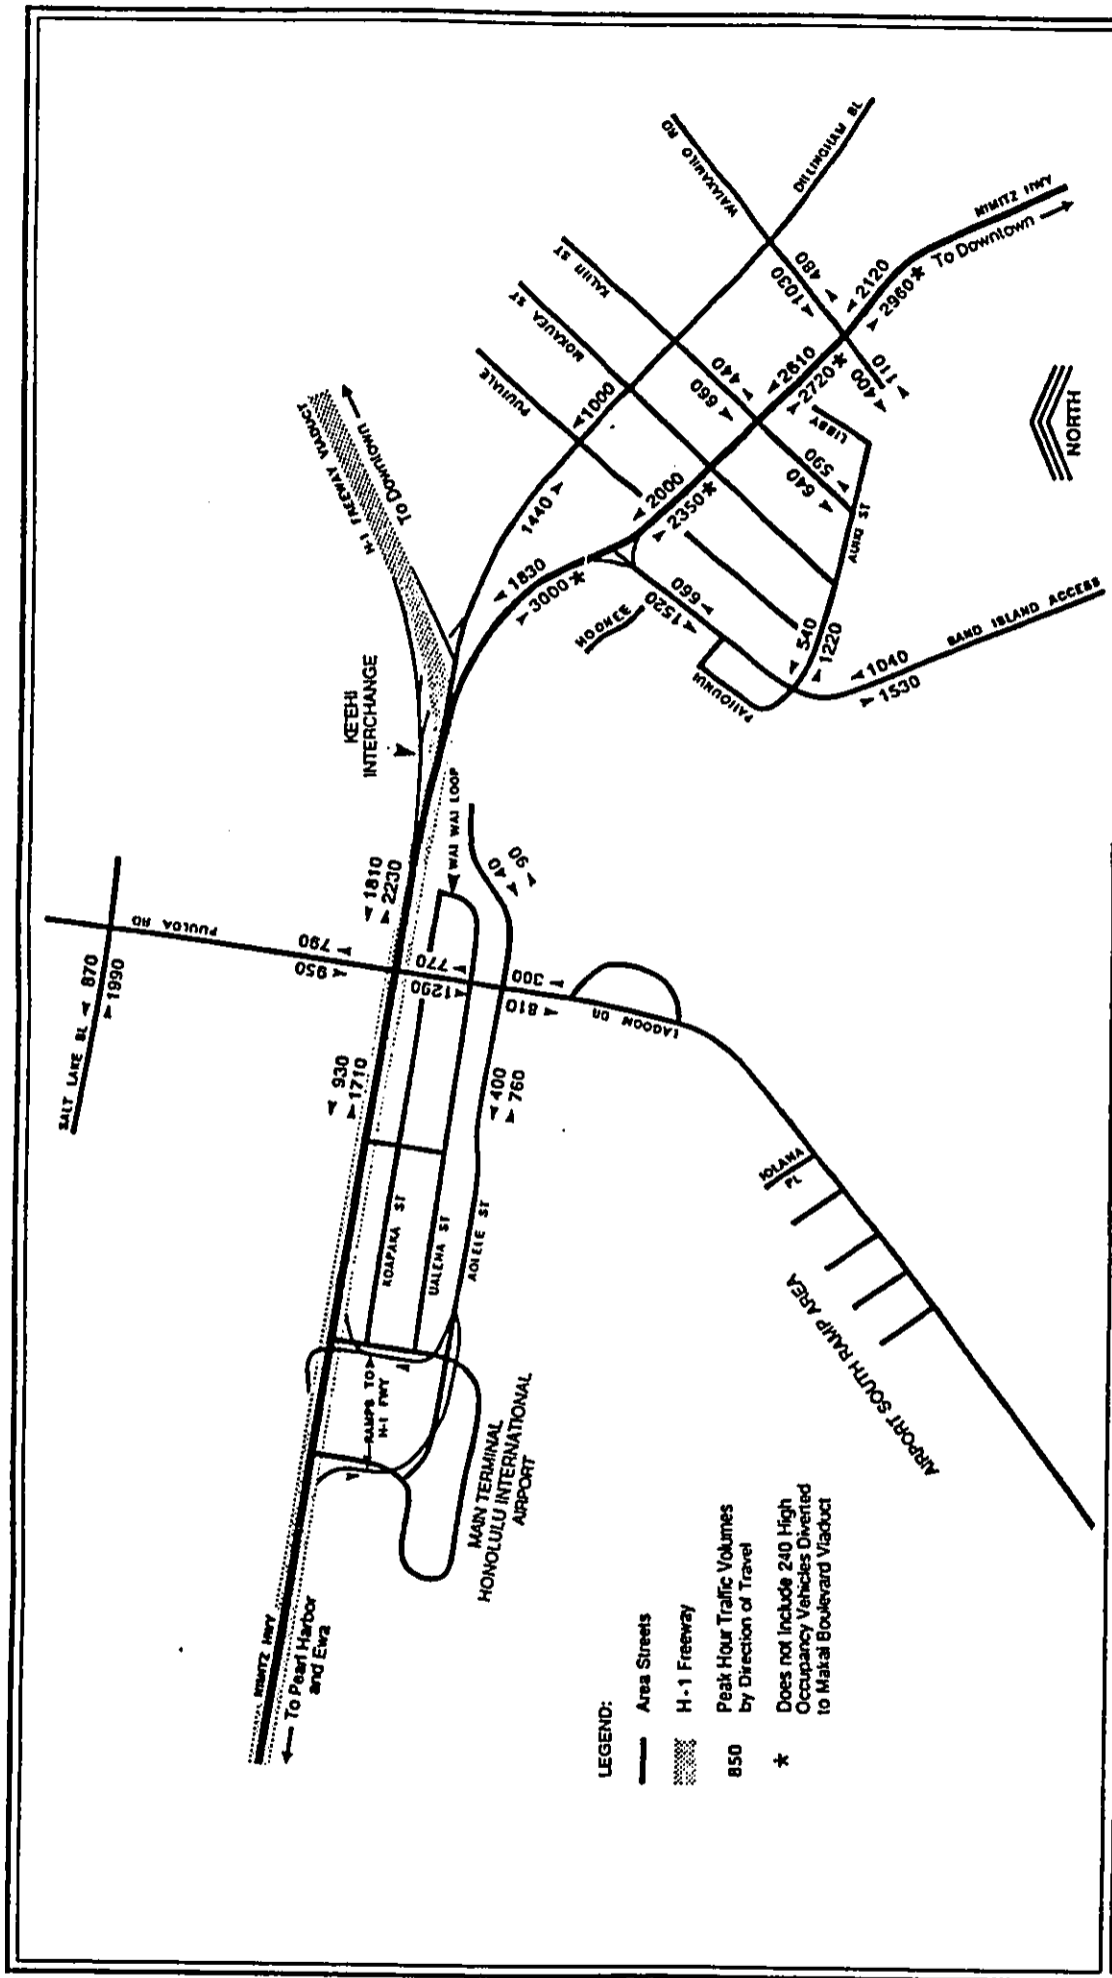 SALT LAKE BL
870
1990
PUULOA RD
950
790
930
1710
1810
2230
KE'EHI
INTERCHANGE
H-1 FREEWAY VIADUCT
To Downtown
1440
1000
PUUHALE
MOKAUEA ST
KALIHI ST
WAIAKAMILO RD
DILLINGHAM BL
NIMITZ HWY
To Downtown
1830
3000*
2000
2350*
660
440
2610
2720*
1030
480
2120
2960*
400
110
LIBBY
590
640
AUIKI ST
HOONEE
1520
660
PAHOUNUI
540
1220
1040
1530
SAND ISLAND ACCESS
WAI WAI LOOP
40
90
1290
770
810
300
LAGOON DR
400
760
KOAPAKA ST
UALENA ST
AOLELE ST
RAMPS TO
H-1 FWY
NIMITZ HWY
To Pearl Harbor
and Ewa
MAIN TERMINAL
HONOLULU INTERNATIONAL
AIRPORT
IOLANA
PL
AIRPORT SOUTH RAMP AREA
NORTH
LEGEND:
Area Streets
H-1 Freeway
850 Peak Hour Traffic Volumes
by Direction of Travel
* Does not Include 240 High
Occupancy Vehicles Diverted
to Makai Boulevard Viaduct